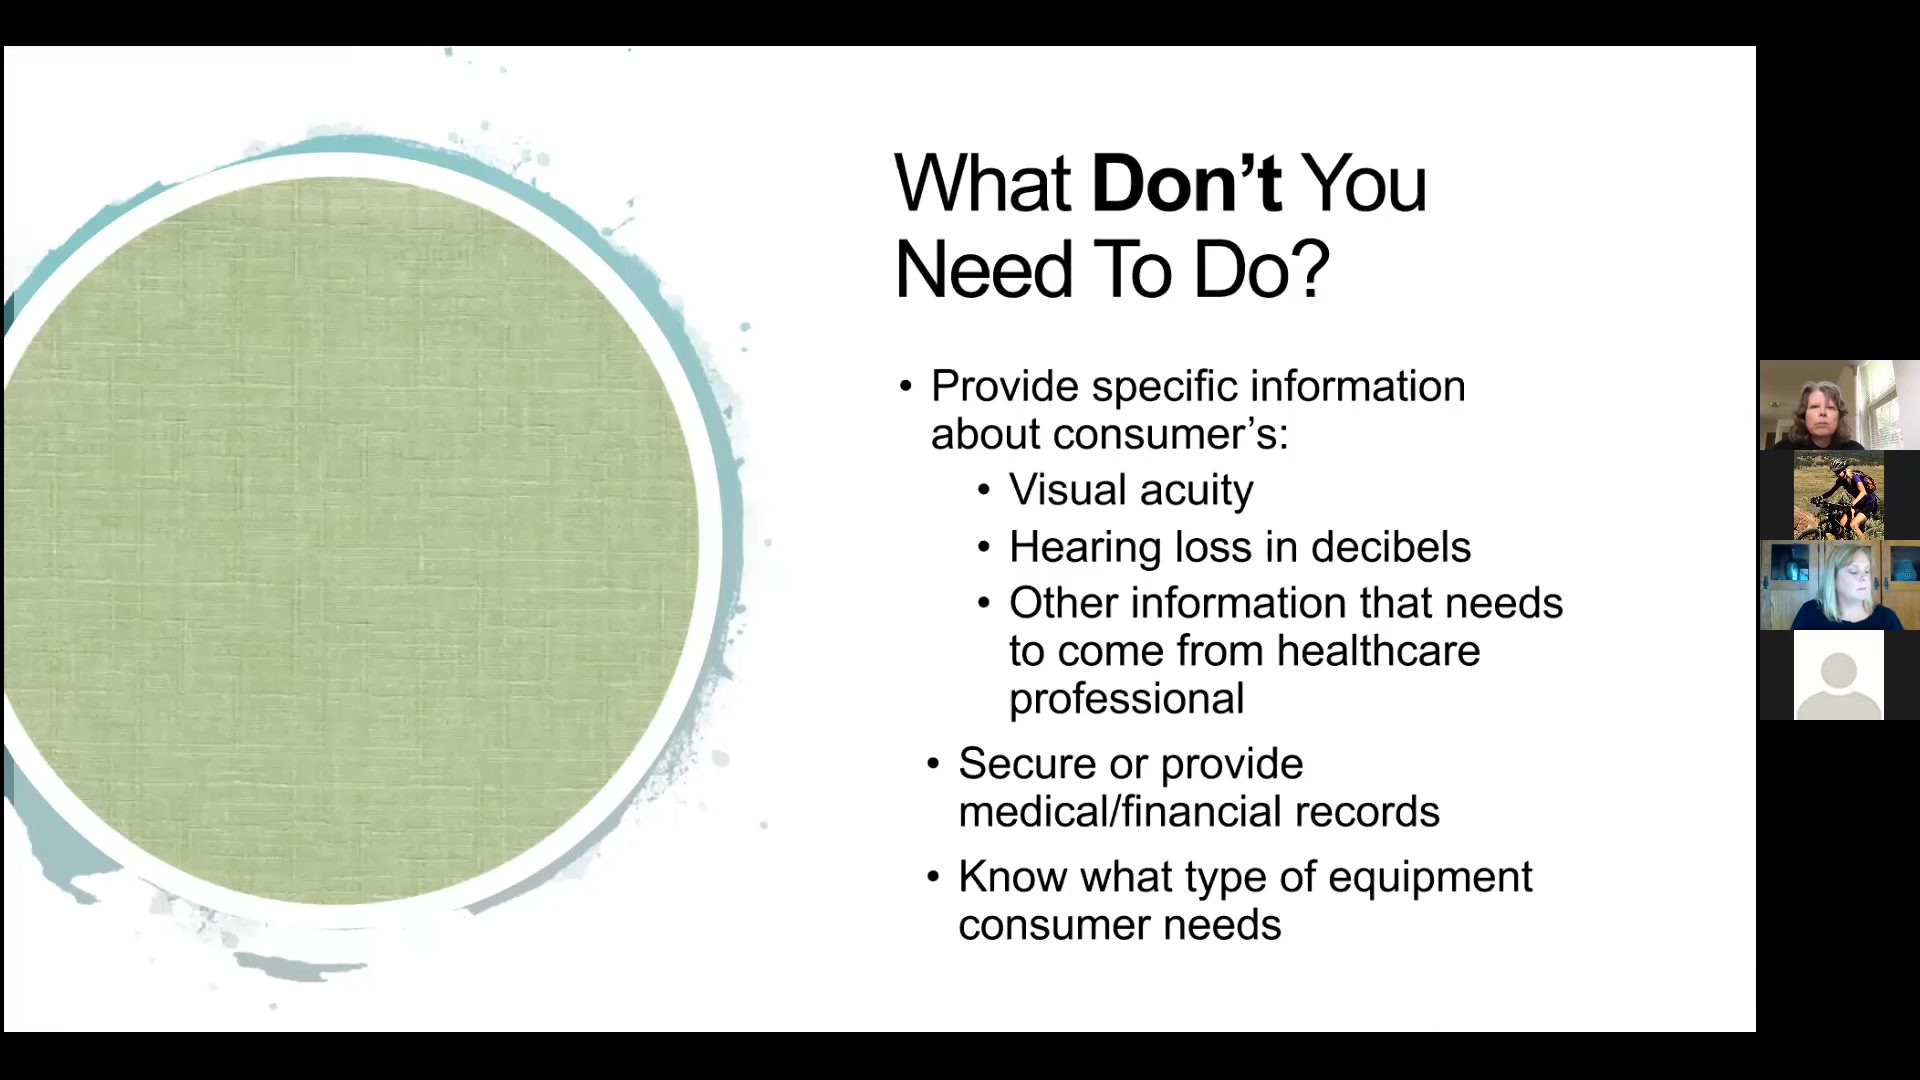 What Don’t You
Need To Do?
• Provide specific information
about consumer’s:
• Visual acuity
• Hearing loss in decibels
• Other information that needs
to come from healthcare
professional
• Secure or provide
medical/financial records
• Know what type of equipment
consumer needs